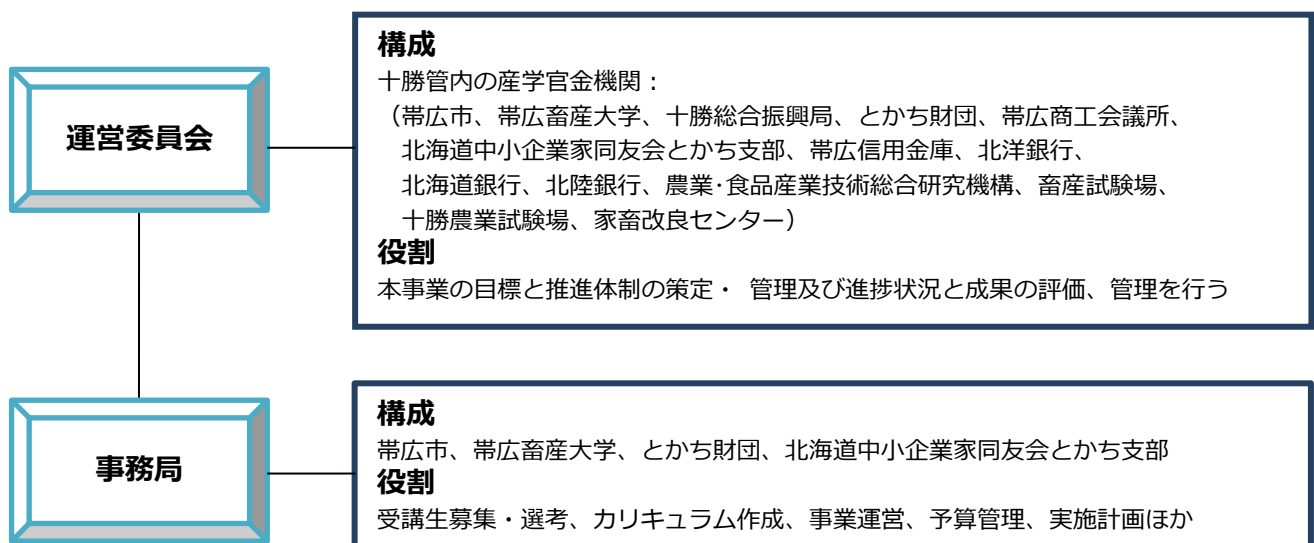 運営委員会
構成
十勝管内の産学官金機関：
（帯広市、帯広畜産大学、十勝総合振興局、とかち財団、帯広商工会議所、
北海道中小企業家同友会とかち支部、帯広信用金庫、北洋銀行、
北海道銀行、北陸銀行、農業･食品産業技術総合研究機構、畜産試験場、
十勝農業試験場、家畜改良センター）
役割
本事業の目標と推進体制の策定・ 管理及び進捗状況と成果の評価、管理を行う
事務局
構成
帯広市、帯広畜産大学、とかち財団、北海道中小企業家同友会とかち支部
役割
受講生募集・選考、カリキュラム作成、事業運営、予算管理、実施計画ほか